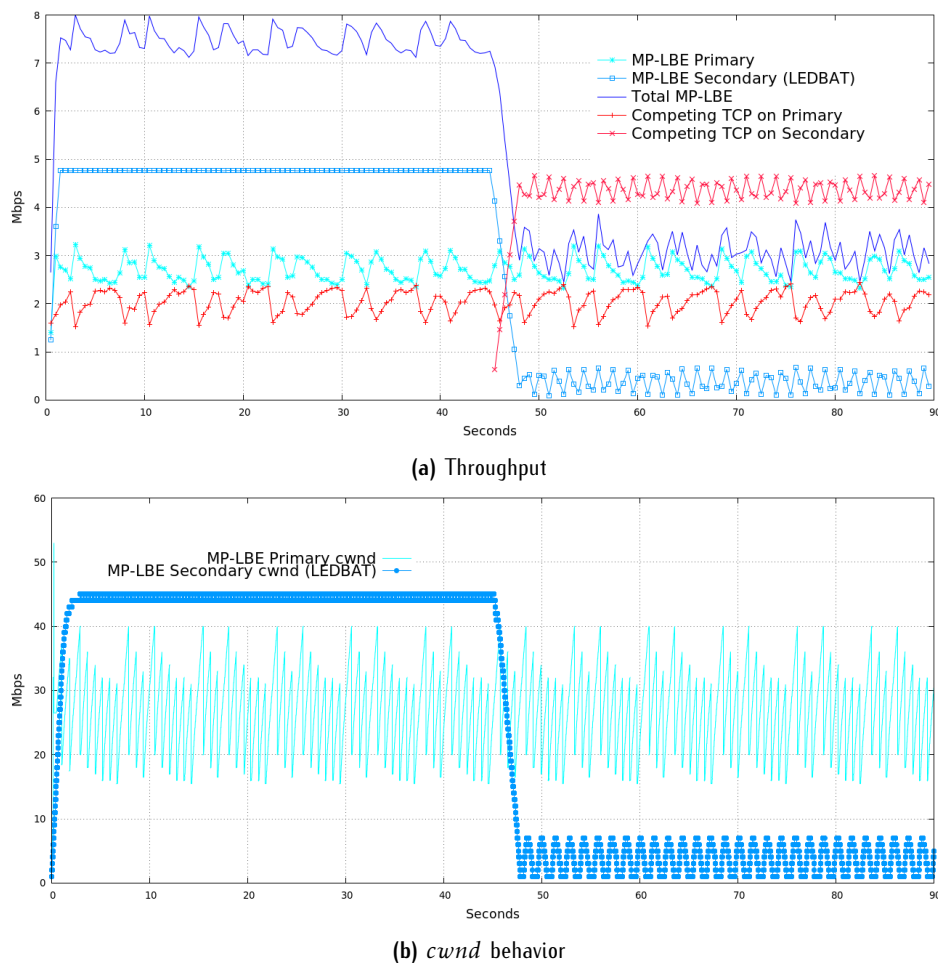 8
7
6
5
4
3
2
1
0
Mbps
MP-LBE Primary
MP-LBE Secondary (LEDBAT)
Total MP-LBE
Competing TCP on Primary
Competing TCP on Secondary
0 10 20 30 40 50 60 70 80 90
Seconds
(a) Throughput
60
50
40
30
20
10
0
Mbps
MP-LBE Primary cwnd
MP-LBE Secondary cwnd (LEDBAT)
0 10 20 30 40 50 60 70 80 90
Seconds
(b) cwnd behavior